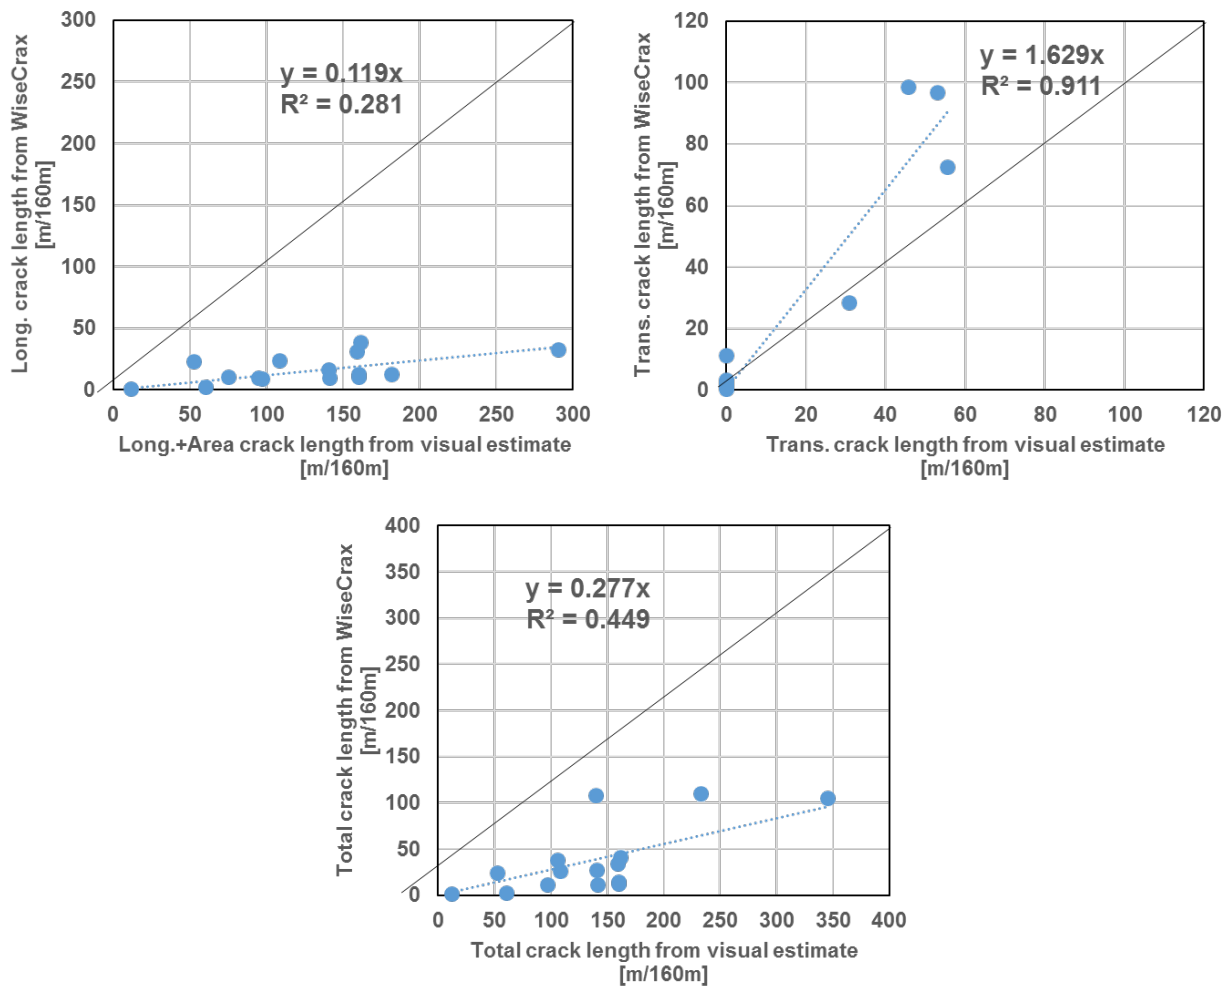 300
250
200
150
100
50
0
Long. crack length from WiseCrax
[m/160m]
y = 0.119x
R² = 0.281
0 50 100 150 200 250 300
Long.+Area crack length from visual estimate
[m/160m]
120
100
80
60
40
20
0
Trans. crack length from WiseCrax
[m/160m]
y = 1.629x
R² = 0.911
0 20 40 60 80 100 120
Trans. crack length from visual estimate
[m/160m]
400
350
300
250
200
150
100
50
0
Total crack length from WiseCrax
[m/160m]
y = 0.277x
R² = 0.449
0 50 100 150 200 250 300 350 400
Total crack length from visual estimate
[m/160m]